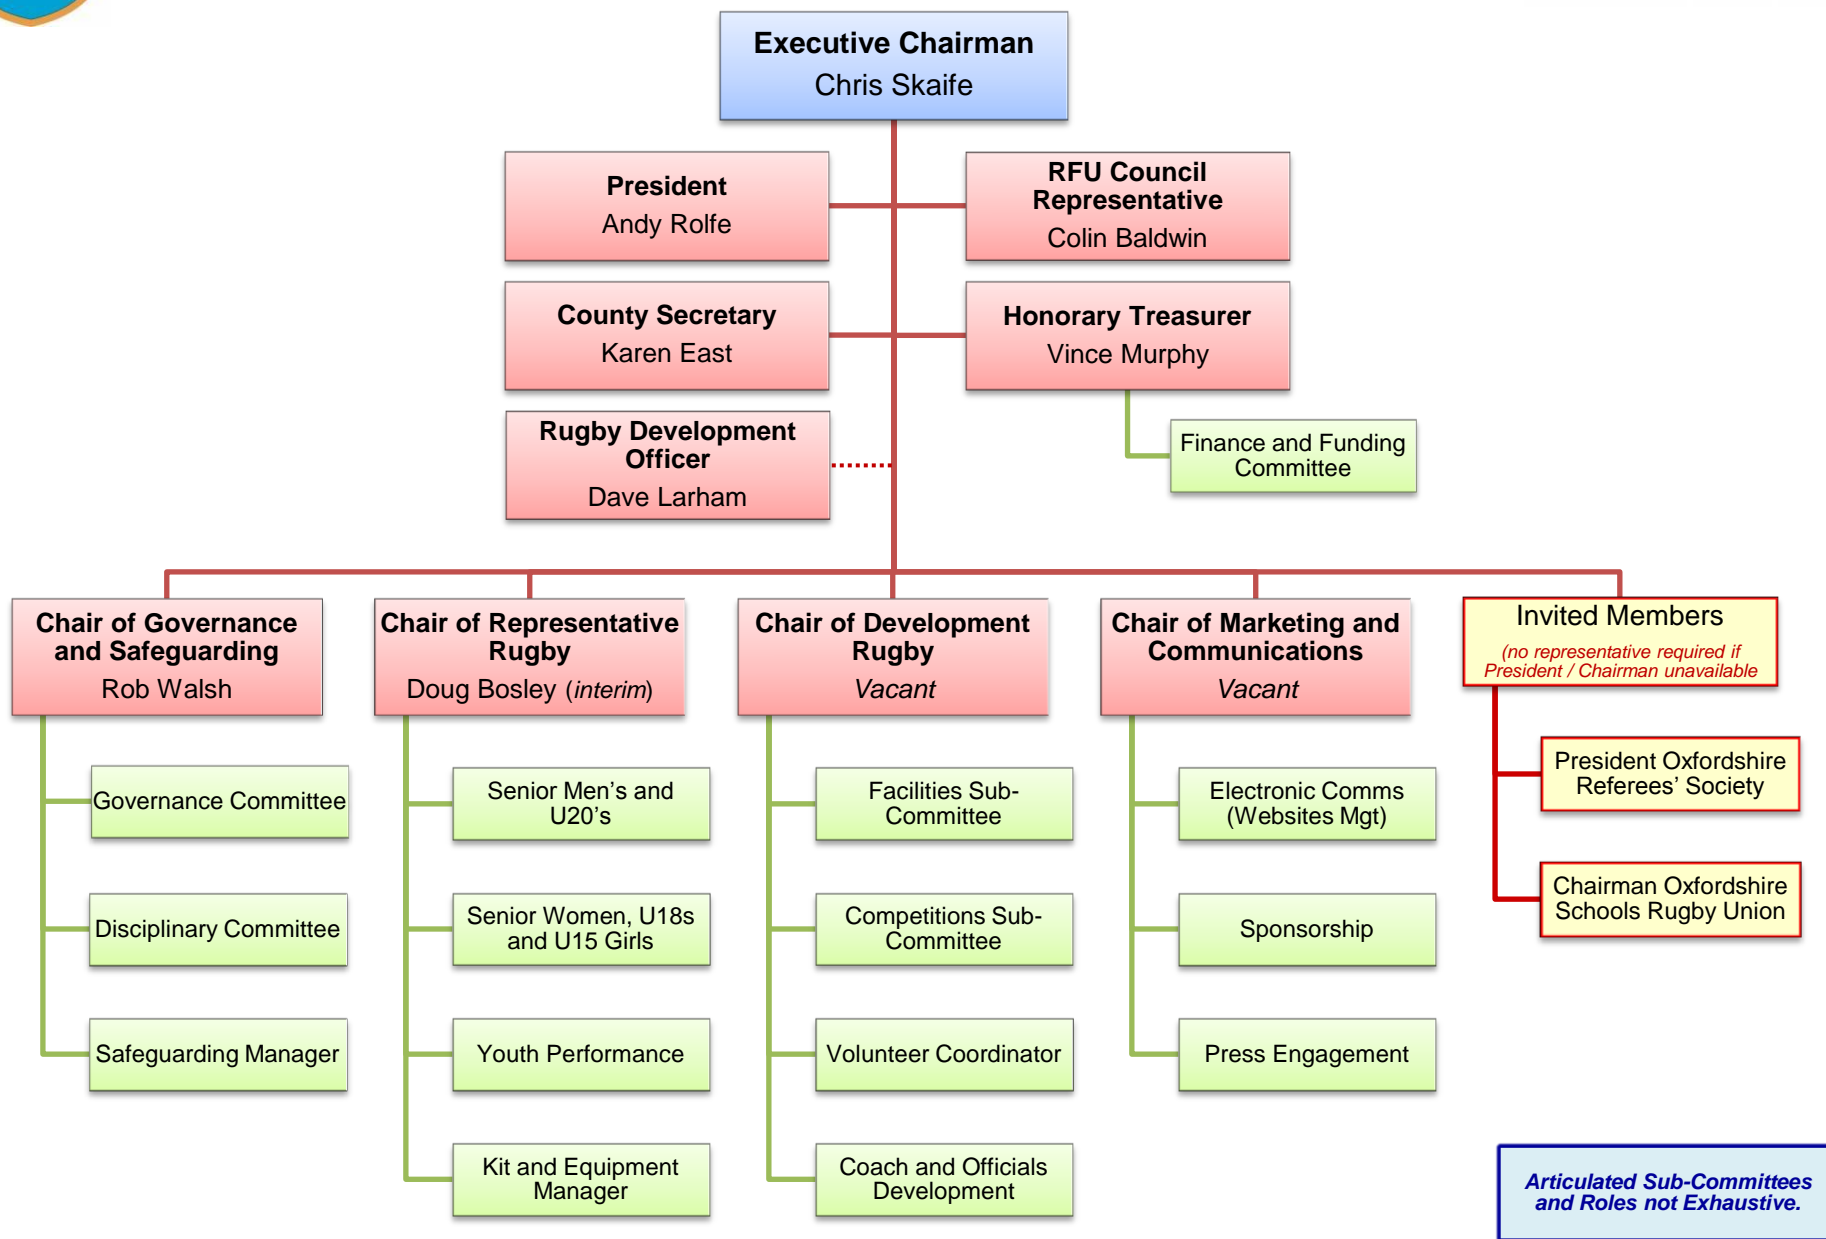 Executive Chairman
Chris Skaife
President
Andy Rolfe
RFU Council
Representative
Colin Baldwin
County Secretary
Karen East
Honorary Treasurer
Vince Murphy
Rugby Development
Officer
Dave Larham
Finance and Funding
Committee
Chair of Governance
and Safeguarding
Rob Walsh
Chair of Representative
Rugby
Doug Bosley (interim)
Chair of Development
Rugby
Vacant
Chair of Marketing and
Communications
Vacant
Invited Members
(no representative required if
President / Chairman unavailable
Governance Committee
Disciplinary Committee
Safeguarding Manager
Senior Men’s and
U20’s
Senior Women, U18s
and U15 Girls
Youth Performance
Kit and Equipment
Manager
Facilities Sub-
Committee
Competitions Sub-
Committee
Volunteer Coordinator
Coach and Officials
Development
Electronic Comms
(Websites Mgt)
Sponsorship
Press Engagement
President Oxfordshire
Referees’ Society
Chairman Oxfordshire
Schools Rugby Union
Articulated Sub-Committees
and Roles not Exhaustive.